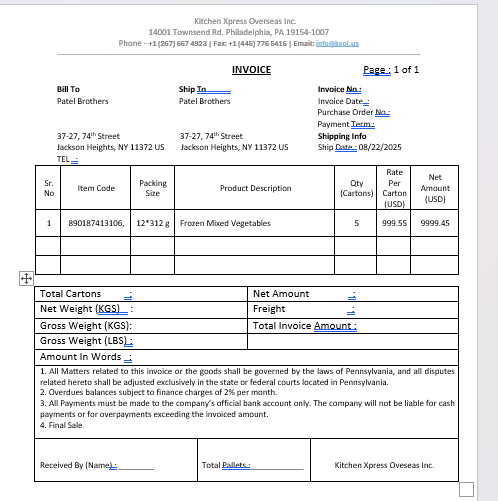 Kitchen Xpress Overseas Inc.
14001 Townsend Rd. Philadelphia, PA 19154-1007
Phone - +1 (267) 667 4923 | Fax: +1 (445) 776 5416 | Email: info@kxoi.us
INVOICE Page : 1 of 1
Bill To Ship To Invoice No.:
Patel Brothers Patel Brothers Invoice Date :
Purchase Order No.:
Payment Term.:
37-27, 74th Street 37-27, 74th Street Shipping Info
Jackson Heights, NY 11372 US Jackson Heights, NY 11372 US Ship Date : 08/22/2025
TEL :
Sr. No Item Code Packing Size Product Description Qty (Cartons) Rate Per Carton (USD) Net Amount (USD)
1 890187413106, 12*312 g Frozen Mixed Vegetables 5 999.55 9999.45
Total Cartons : Net Amount :
Net Weight (KGS) : Freight :
Gross Weight (KGS): Total Invoice Amount :
Gross Weight (LBS) :
Amount In Words :
1. All Matters related to this invoice or the goods shall be governed by the laws of Pennsylvania, and all disputes
related hereto shall be adjusted exclusively in the state or federal courts located in Pennsylvania.
2. Overdues balances subject to finance charges of 2% per month.
3. All Payments must be made to the company's official bank account only. The company will not be liable for cash
payments or for overpayments exceeding the invoiced amount.
4. Final Sale
Received By (Name) : ________ Total Pallets : ________ Kitchen Xpress Overseas Inc.